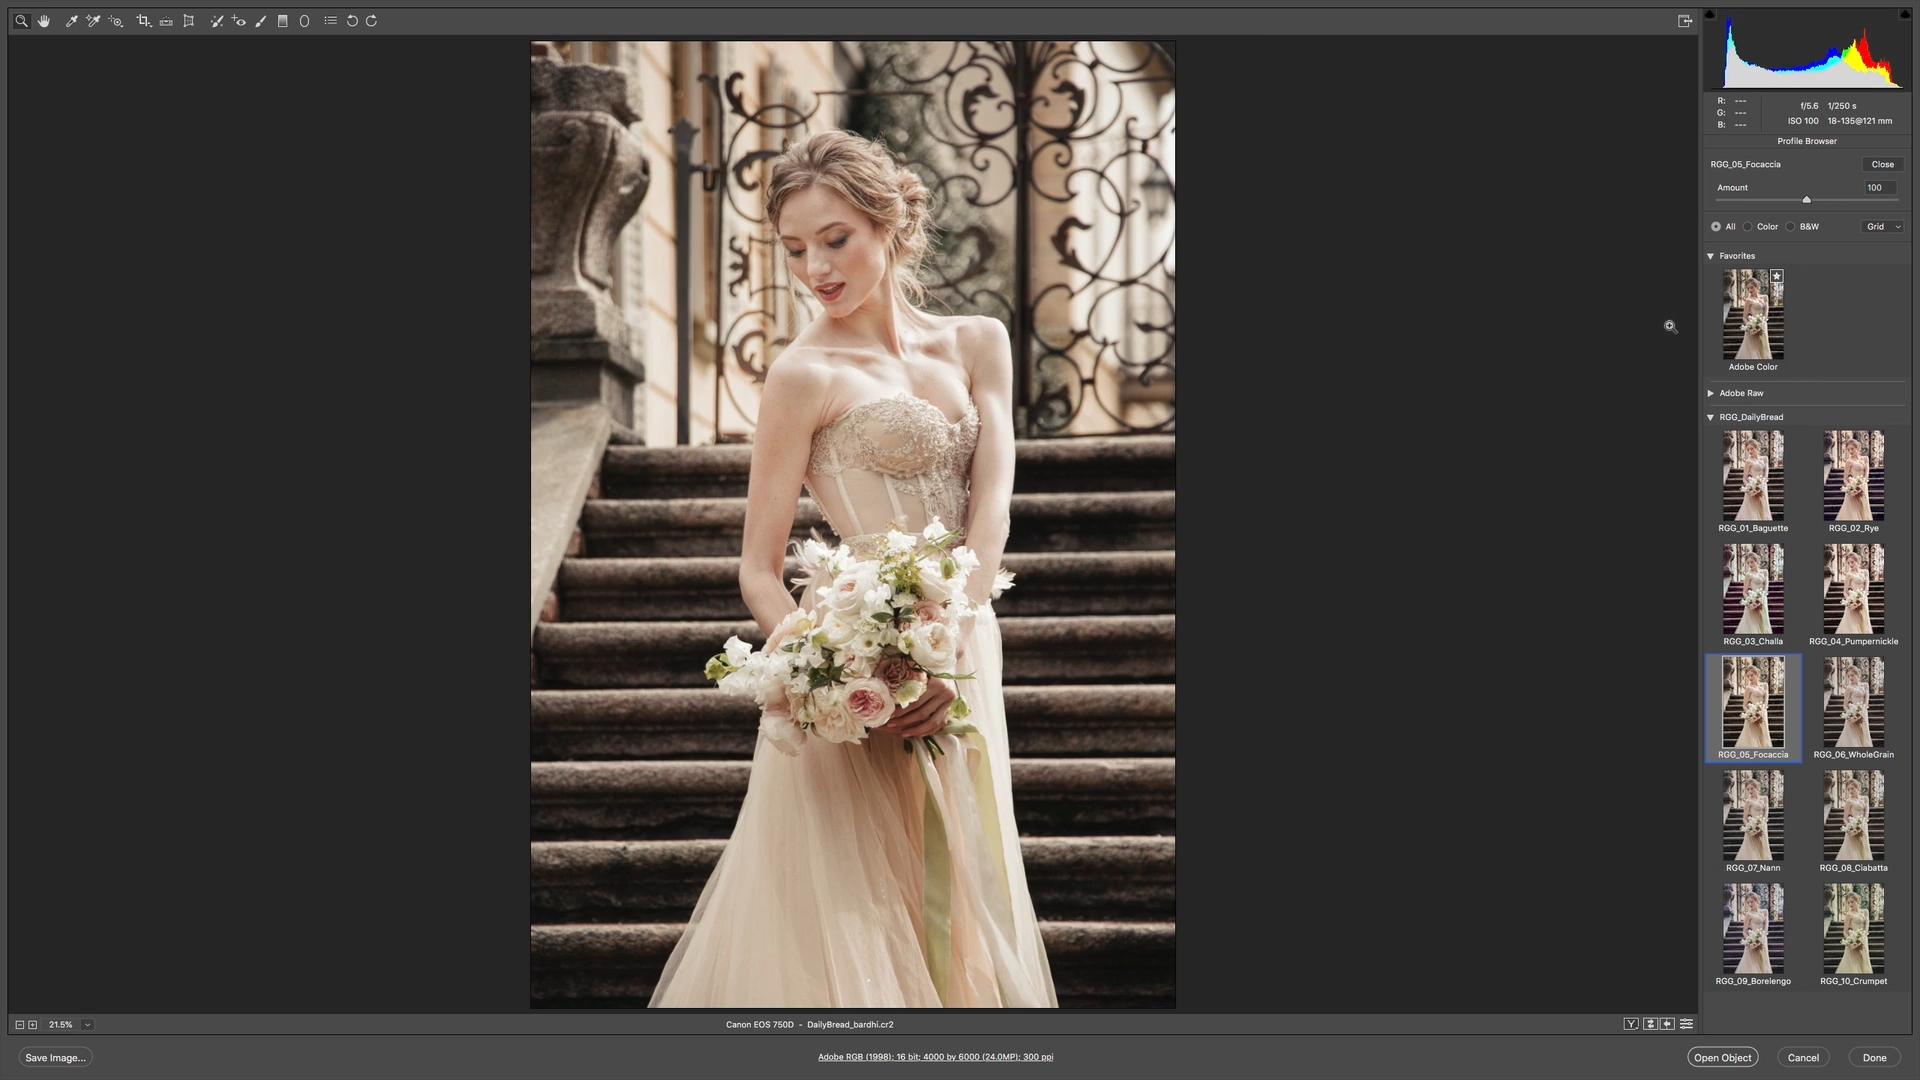 R: ---
G: ---
B: ---
f/5.6 1/250 s
ISO 100 18-135@121 mm
Profile Browser
RGG_05_Focaccia
Close
Amount
100
All Color B&W
Grid
Favorites
Adobe Color
Adobe Raw
RGG_DailyBread
RGG_01_Baguette
RGG_02_Rye
RGG_03_Challa
RGG_04_Pumpernickle
RGG_05_Focaccia
RGG_06_WholeGrain
RGG_07_Nann
RGG_08_Ciabatta
RGG_09_Borelengo
RGG_10_Crumpet
21.5%
Canon EOS 750D - DailyBread_bardhi.cr2
Y
Save Image...
Adobe RGB (1998); 16 bit; 4000 by 6000 (24.0MP); 300 ppi
Open Object
Cancel
Done